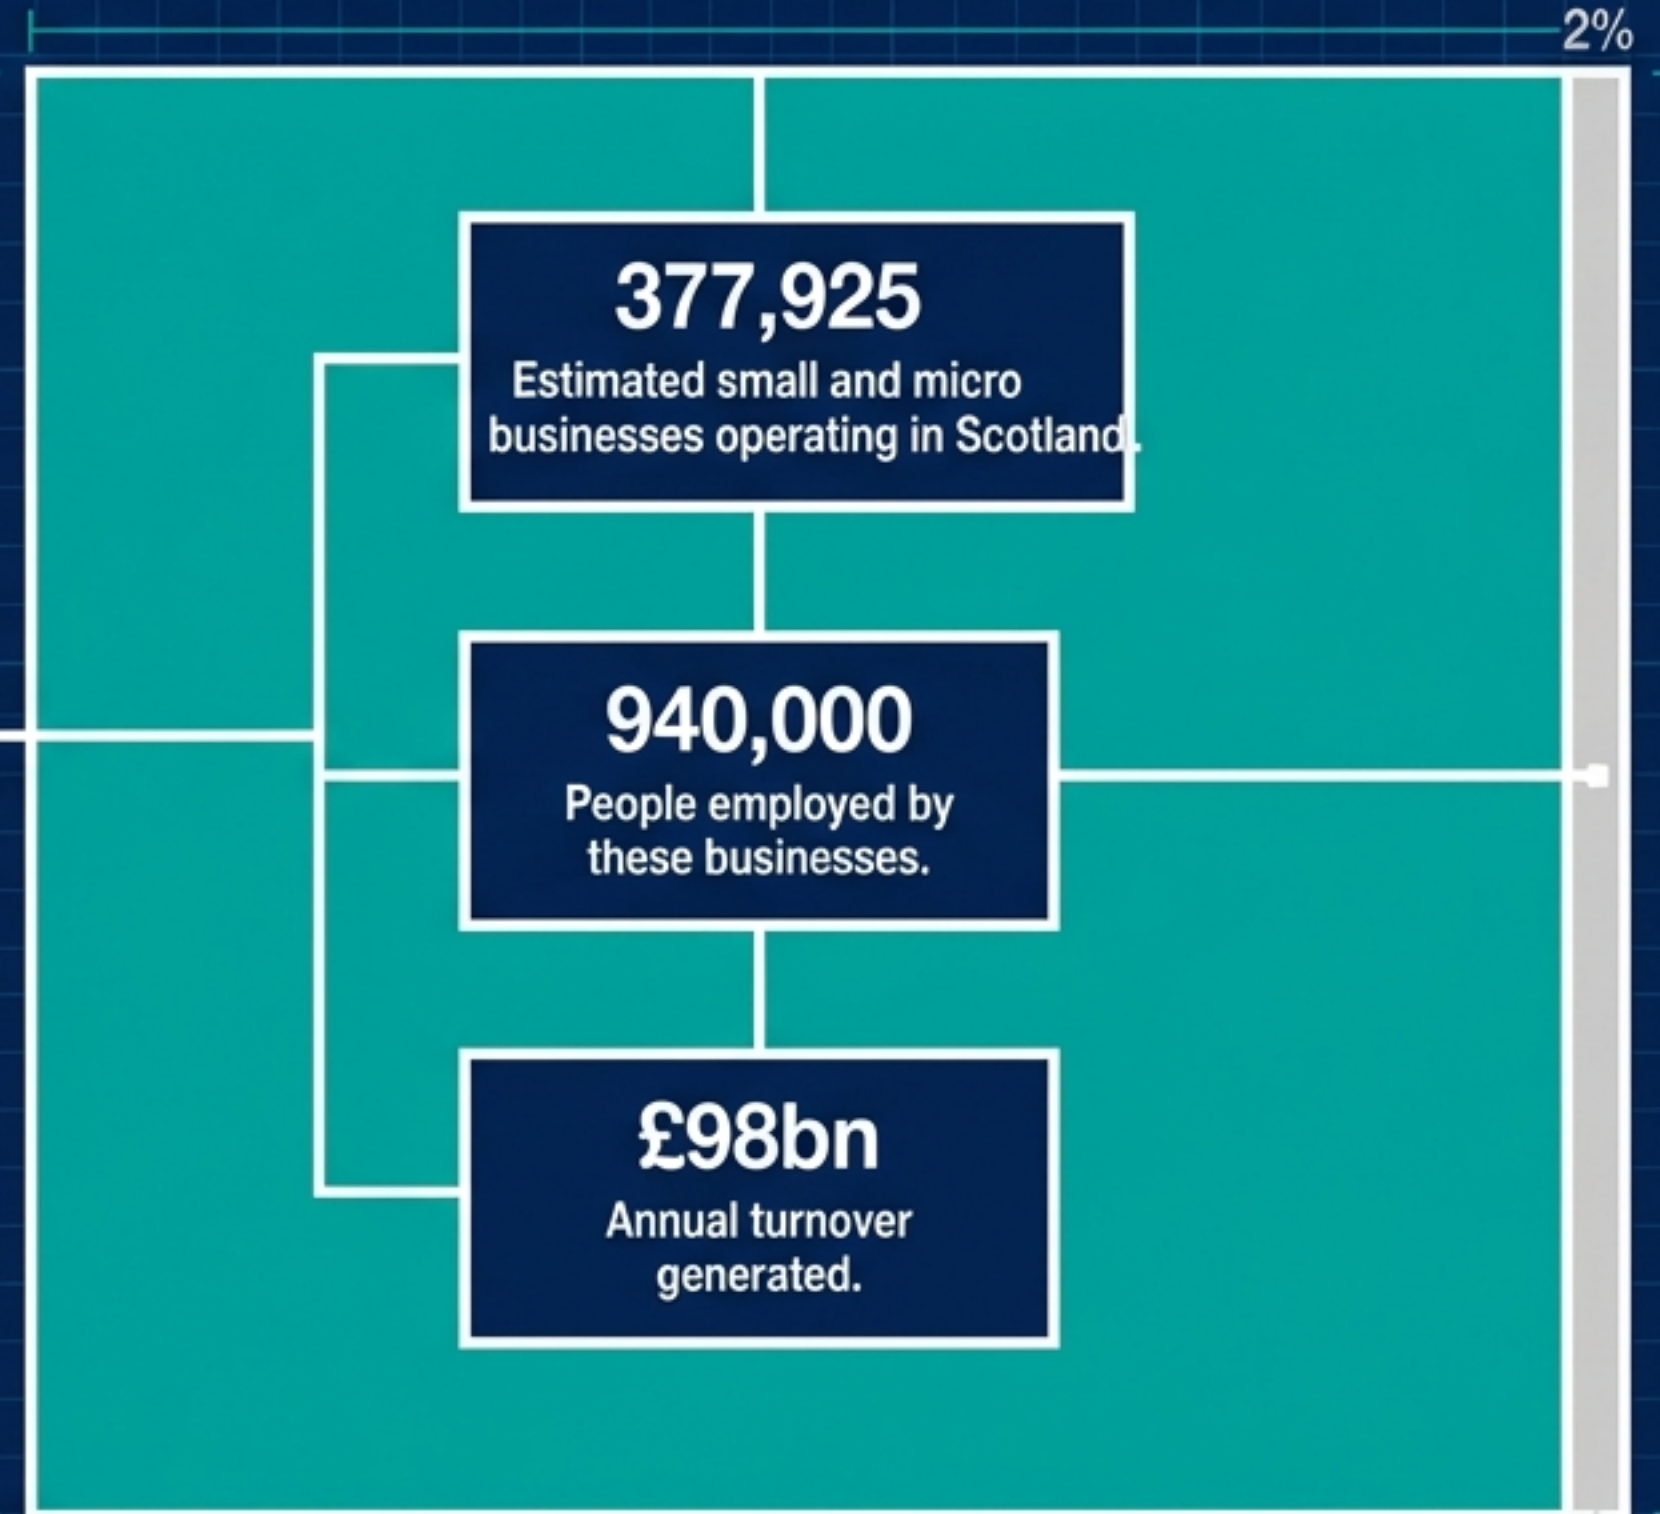 2%
377,925
Estimated small and micro
businesses operating in Scotland.
940,000
People employed by
these businesses.
£98bn
Annual turnover
generated.